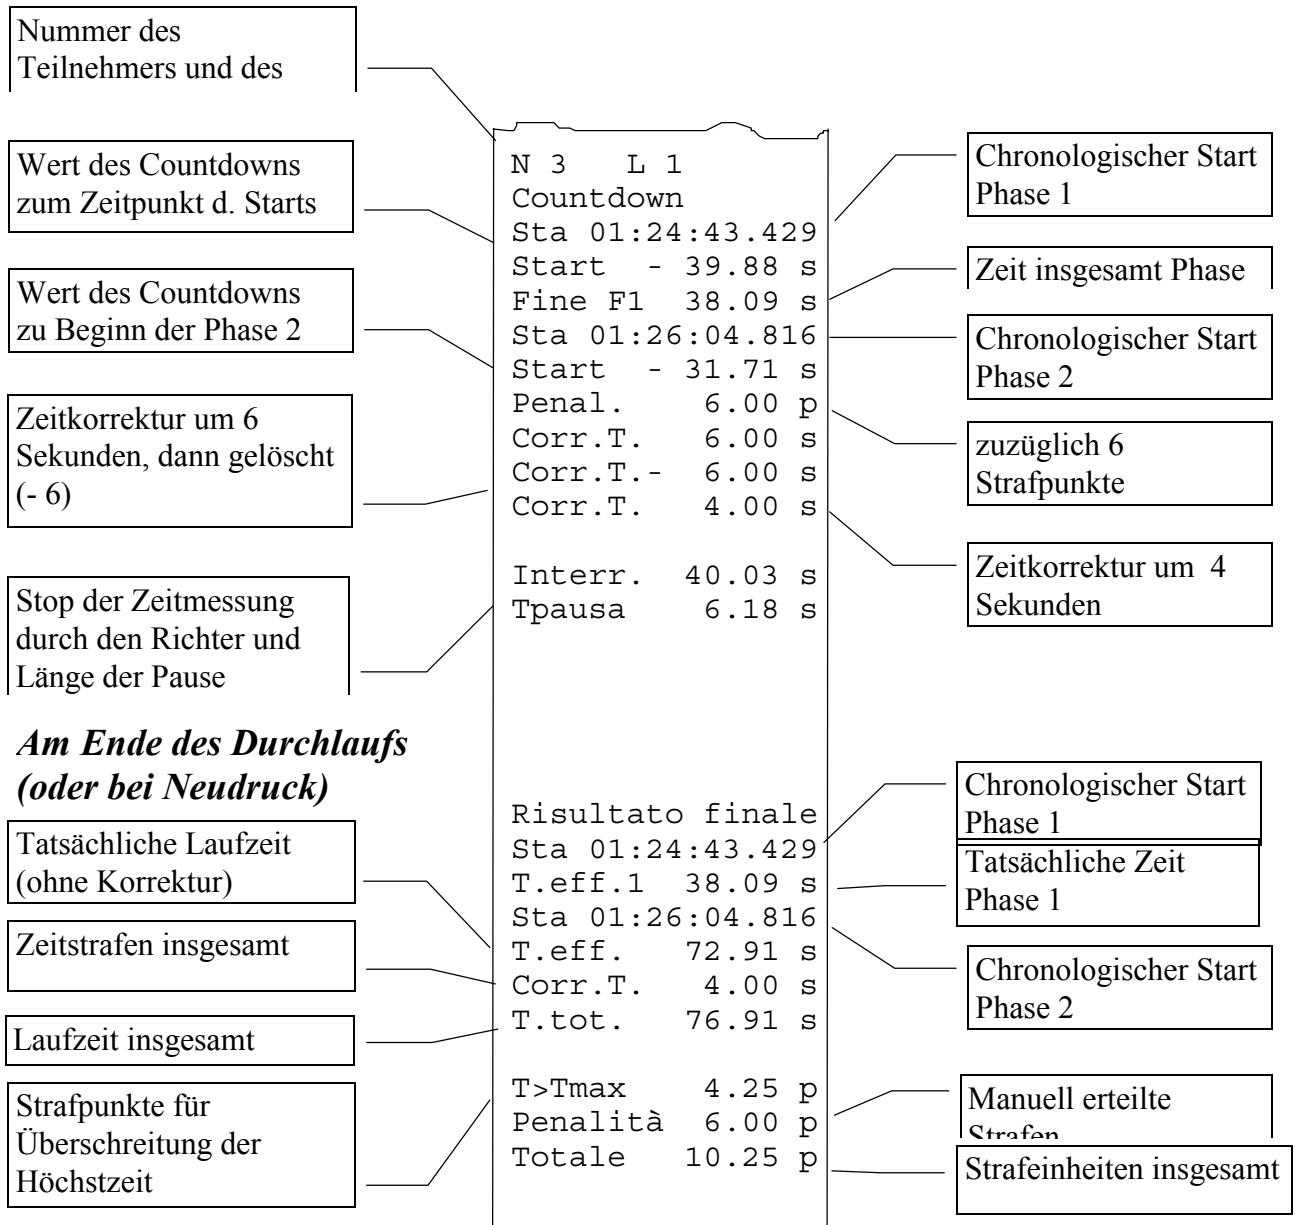 Nummer des
Teilnehmers und des
Wert des Countdowns
zum Zeitpunkt d. Starts
Wert des Countdowns
zu Beginn der Phase 2
Zeitkorrektur um 6
Sekunden, dann gelöscht
(- 6)
Stop der Zeitmessung
durch den Richter und
Länge der Pause
N 3   L 1
Countdown
Sta 01:24:43.429
Start  - 39.88 s
Fine F1  38.09 s
Sta 01:26:04.816
Start  - 31.71 s
Penal.    6.00 p
Corr.T.   6.00 s
Corr.T.-  6.00 s
Corr.T.   4.00 s
Interr.  40.03 s
Tpausa    6.18 s
Chronologischer Start
Phase 1
Zeit insgesamt Phase
Chronologischer Start
Phase 2
zuzüglich 6
Strafpunkte
Zeitkorrektur um  4
Sekunden
Am Ende des Durchlaufs
(oder bei Neudruck)
Tatsächliche Laufzeit
(ohne Korrektur)
Zeitstrafen insgesamt
Laufzeit insgesamt
Strafpunkte für
Überschreitung der
Höchstzeit
Risultato finale
Sta 01:24:43.429
T.eff.1  38.09 s
Sta 01:26:04.816
T.eff.   72.91 s
Corr.T.   4.00 s
T.tot.   76.91 s
T>Tmax    4.25 p
Penalità  6.00 p
Totale   10.25 p
Chronologischer Start
Phase 1
Tatsächliche Zeit
Phase 1
Chronologischer Start
Phase 2
Manuell erteilte
Strafen
Strafeinheiten insgesamt